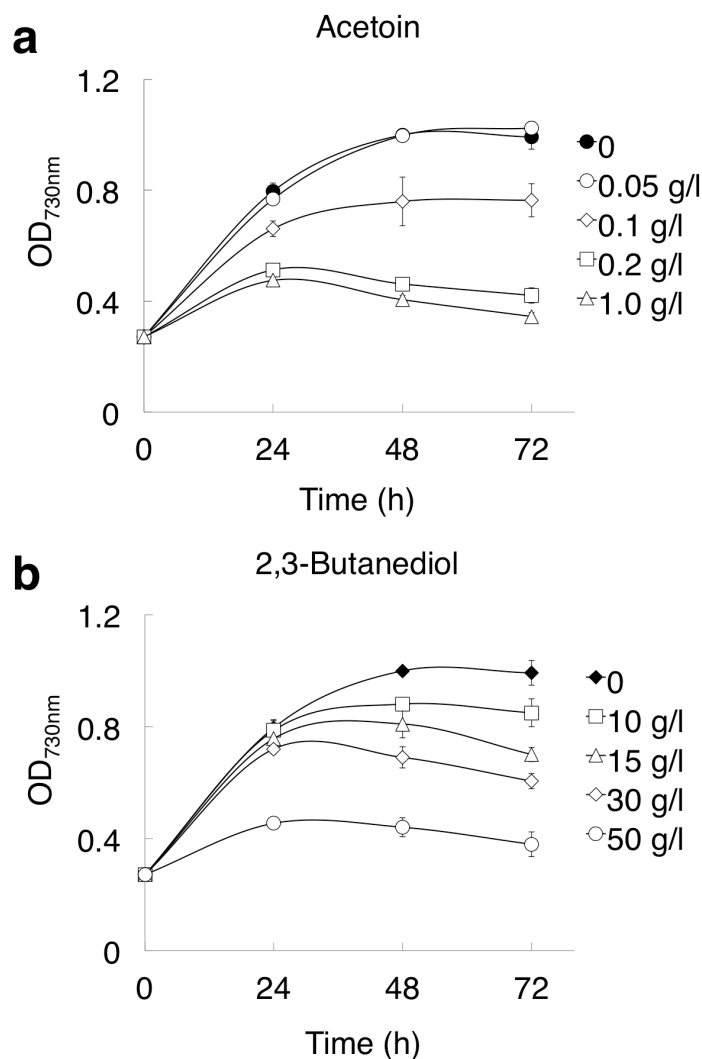 a
Acetoin
1.2
0.8
0.4
0
OD730nm
0
24
48
72
Time (h)
0
0.05 g/l
0.1 g/l
0.2 g/l
1.0 g/l
b
2,3-Butanediol
1.2
0.8
0.4
0
OD730nm
0
24
48
72
Time (h)
0
10 g/l
15 g/l
30 g/l
50 g/l